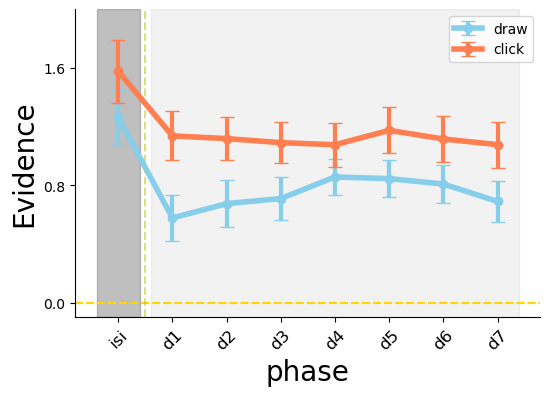 draw
click
Evidence
1.6
0.8
0.0
isi
d1
d2
d3
d4
d5
d6
d7
phase